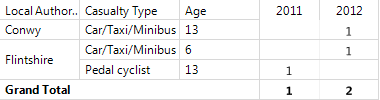 Local Author.. Casualty Type Age 2011 2012
Conwy Car/Taxi/Minibus 13 1
Flintshire Car/Taxi/Minibus 6 1
Pedal cyclist 13 1
Grand Total 1 2